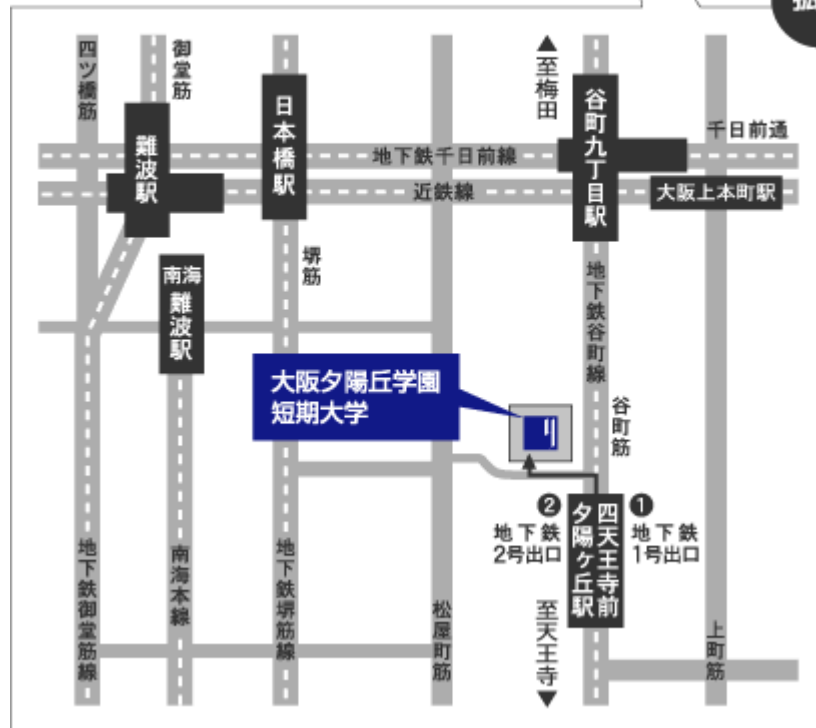 四ツ橋筋
御堂筋
▲至梅田
千日前通
難波駅
日本橋駅
谷町九丁目駅
地下鉄千日前線
近鉄線
大阪上本町駅
堺筋
南海
難波駅
地下鉄谷町線
大阪夕陽丘学園
短期大学
谷町筋
❷
地下鉄
2号出口
四天王寺前
夕陽ヶ丘駅
❶
地下鉄
1号出口
地下鉄御堂筋線
南海本線
地下鉄堺筋線
松屋町筋
至天王寺▼
上町筋